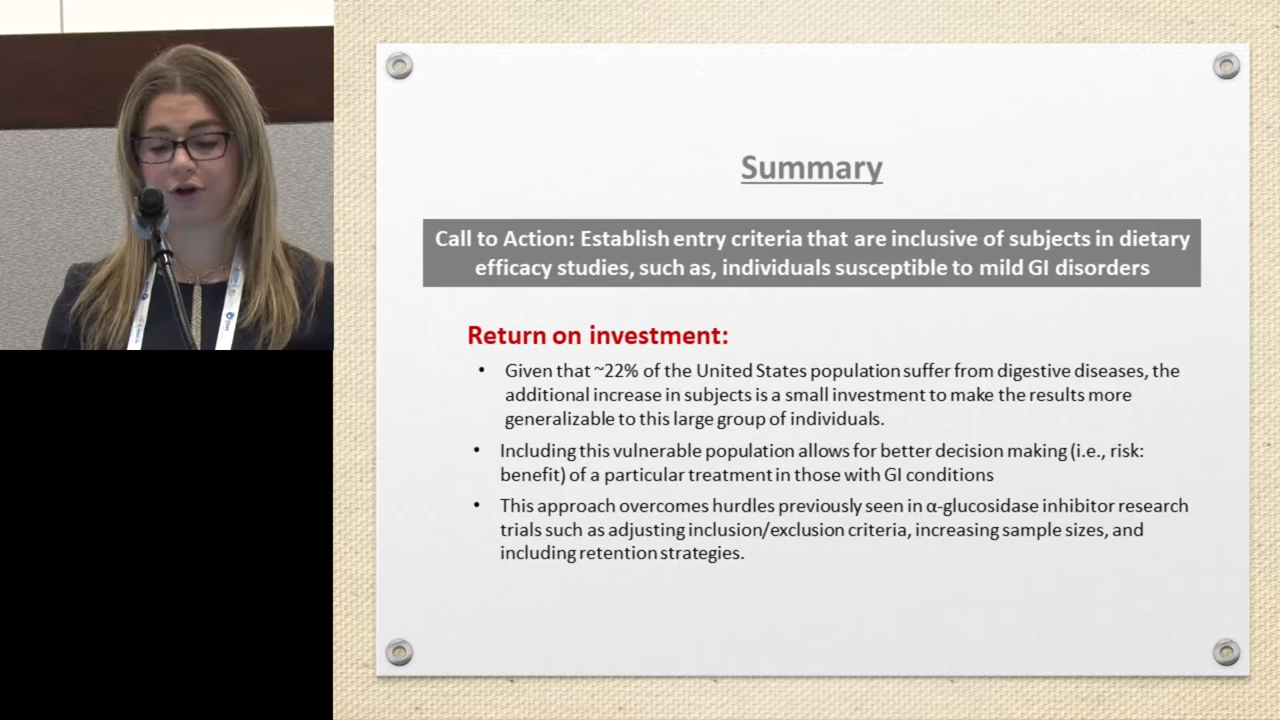 Summary
Call to Action: Establish entry criteria that are inclusive of subjects in dietary
efficacy studies, such as, individuals susceptible to mild GI disorders
Return on investment:
• Given that ~22% of the United States population suffer from digestive diseases, the
additional increase in subjects is a small investment to make the results more
generalizable to this large group of individuals.
• Including this vulnerable population allows for better decision making (i.e., risk:
benefit) of a particular treatment in those with GI conditions
• This approach overcomes hurdles previously seen in α-glucosidase inhibitor research
trials such as adjusting inclusion/exclusion criteria, increasing sample sizes, and
including retention strategies.